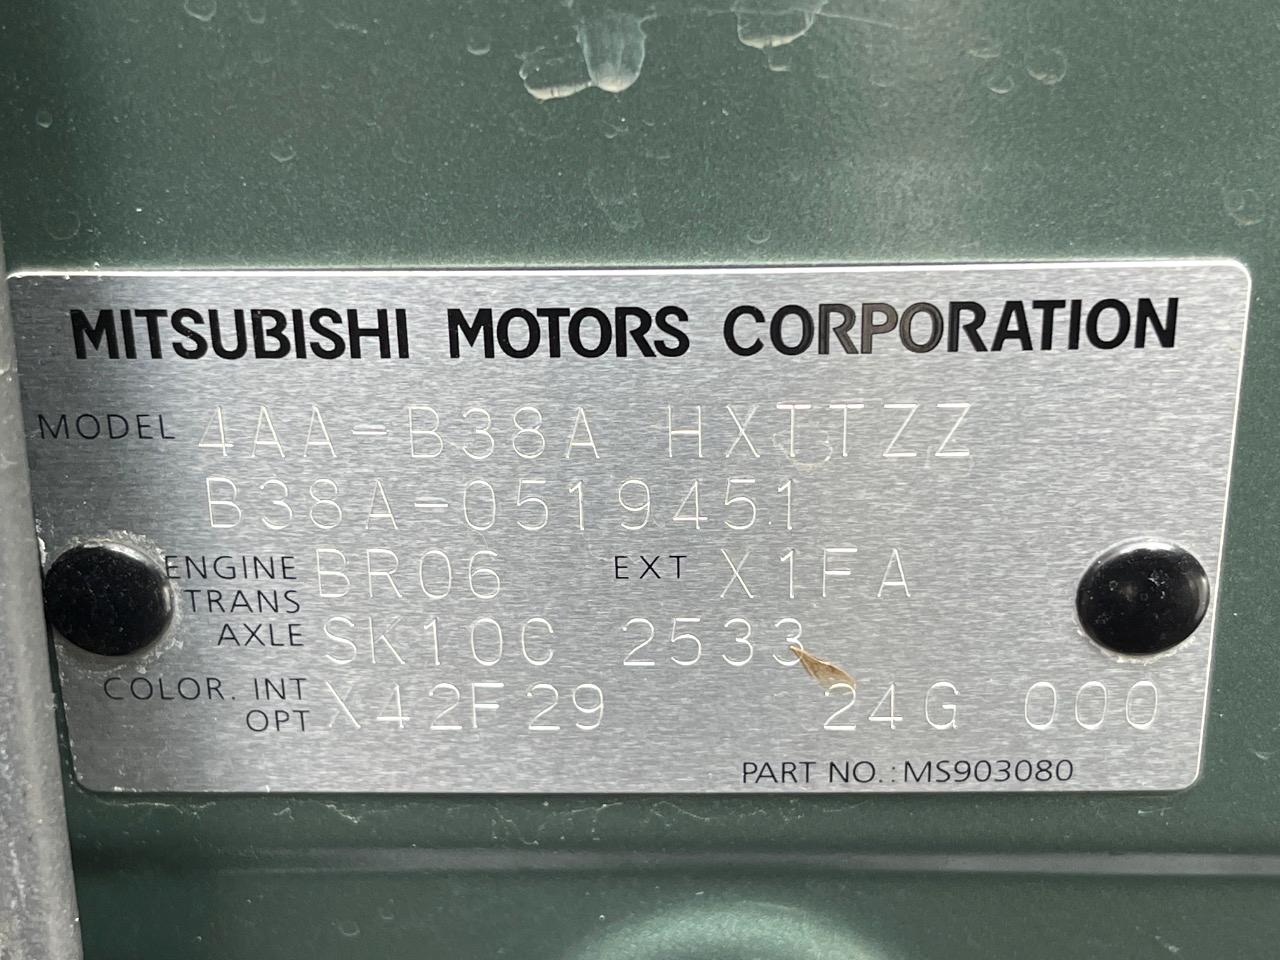 MITSUBISHI MOTORS CORPORATION
MODEL 4AA-B38A HXTTZZ
B38A-0519451
ENGINE BR06 EXT X1FA
TRANS
AXLE SK10C 2533
COLOR. INT X42F29 24G 000
OPT
PART NO.: MS903080